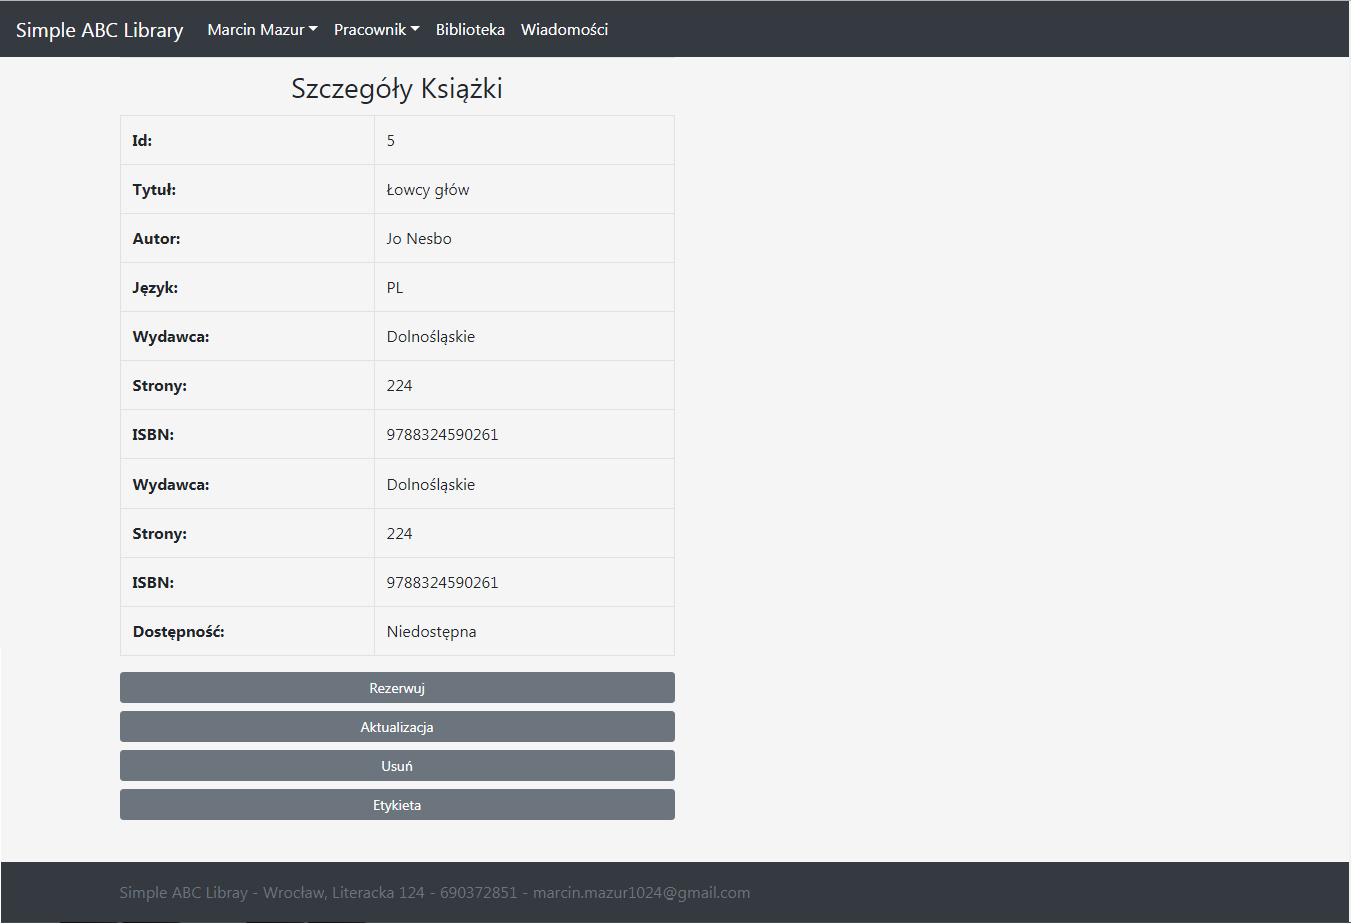 Simple ABC Library Marcin Mazur Pracownik Biblioteka Wiadomości
Szczegóły Książki
Id: 5
Tytuł: Łowcy głów
Autor: Jo Nesbo
Język: PL
Wydawca: Dolnośląskie
Strony: 224
ISBN: 9788324590261
Wydawca: Dolnośląskie
Strony: 224
ISBN: 9788324590261
Dostępność: Niedostępna
Rezerwuj
Aktualizacja
Usuń
Etykieta
Simple ABC Libray - Wrocław, Literacka 124 - 690372851 - marcin.mazur1024@gmail.com